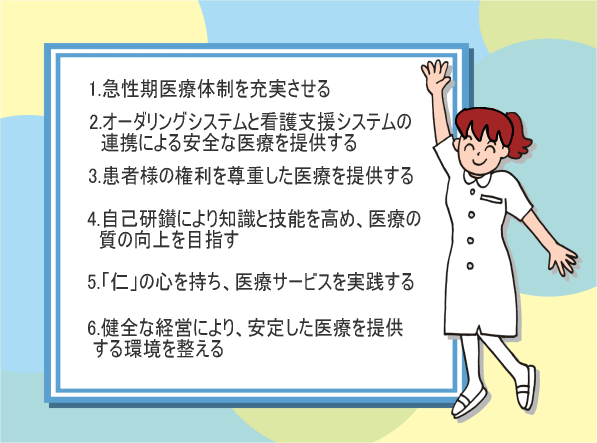 1.急性期医療体制を充実させる
2.オーダリングシステムと看護支援システムの
連携による安全な医療を提供する
3.患者様の権利を尊重した医療を提供する
4.自己研鑚により知識と技能を高め、医療の
質の向上を目指す
5.「仁」の心を持ち、医療サービスを実践する
6.健全な経営により、安定した医療を提供
する環境を整える